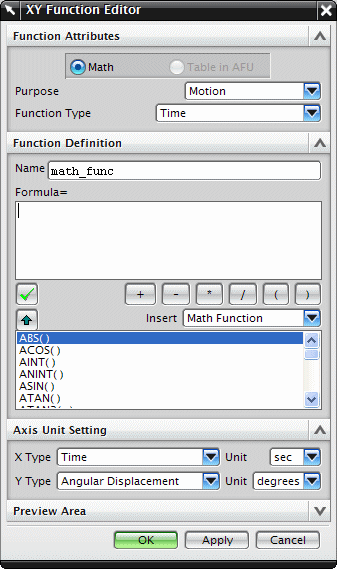 XY Function Editor
Function Attributes
Math Table in AFU
Purpose Motion
Function Type Time
Function Definition
Name math_func
Formula=
+ - * / ( )
Insert Math Function
ABS( )
ACOS( )
AINT( )
ANINT( )
ASIN( )
ATAN( )
ATAN2( )
Axis Unit Setting
X Type Time Unit sec
Y Type Angular Displacement Unit degrees
Preview Area
OK Apply Cancel